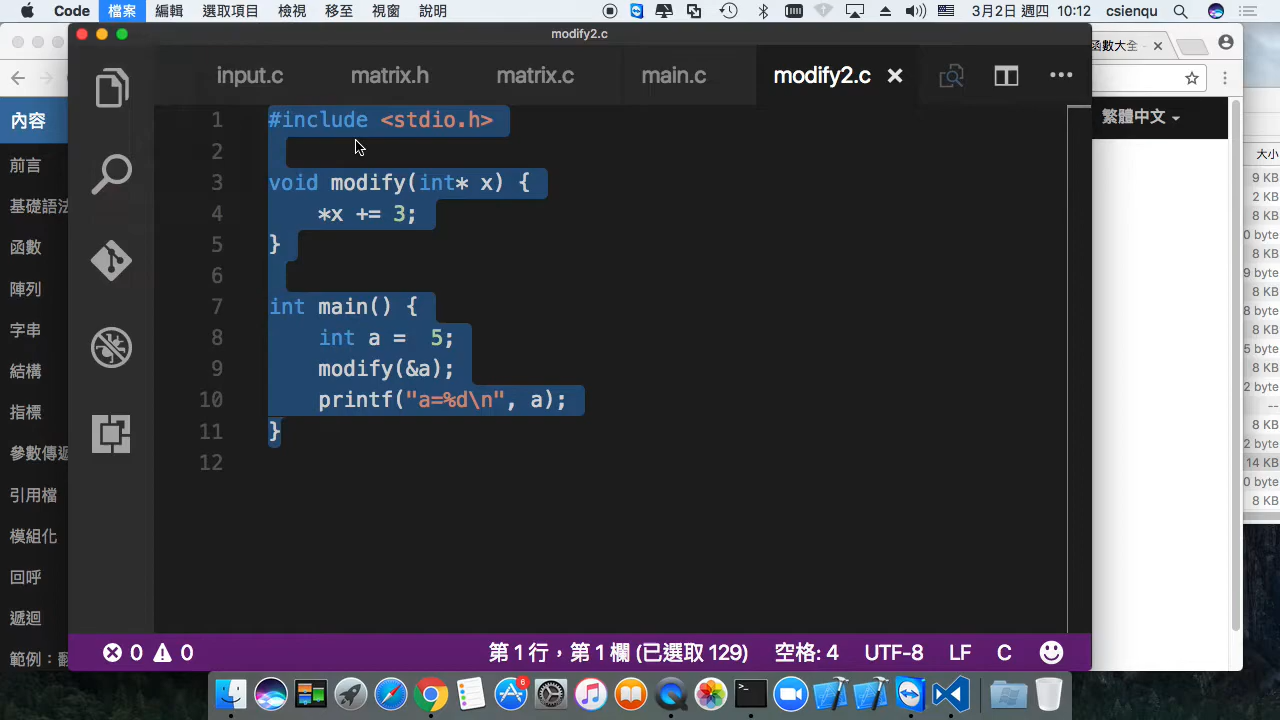 Code 檔案 編輯 選取項目 檢視 移至 視窗 說明 3月2日 週四 10:12 csienqu
modify2.c
函數大全
input.c matrix.h matrix.c main.c modify2.c
內容
繁體中文
1 #include <stdio.h>
2
3 void modify(int* x) {
4 *x += 3;
5 }
6
7 int main() {
8 int a =  5;
9 modify(&a);
10 printf("a=%d\n", a);
11 }
12
前言
基礎語法
函數
陣列
字串
結構
指標
參數傳遞
引用檔
模組化
回呼
遞迴
範例：
大小
9 KB
2 KB
0 byte
8 KB
9 byte
8 KB
8 byte
5 byte
8 KB
2 byte
--
8 KB
2 byte
14 KB
0 byte
8 KB
0 0 第 1 行，第 1 欄 (已選取 129) 空格: 4 UTF-8 LF C
6